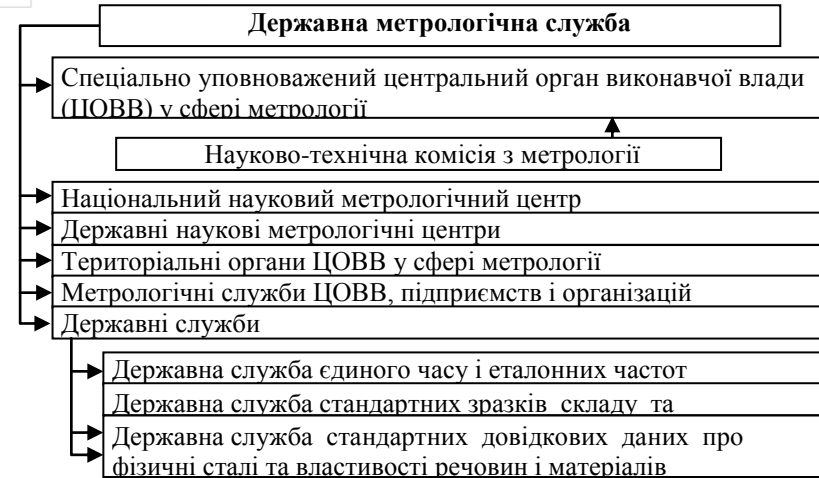 Державна метрологічна служба
Спеціально уповноважений центральний орган виконавчої влади
(ЦОВВ) у сфері метрології
Науково-технічна комісія з метрології
Національний науковий метрологічний центр
Державні наукові метрологічні центри
Територіальні органи ЦОВВ у сфері метрології
Метрологічні служби ЦОВВ, підприємств і організацій
Державні служби
Державна служба єдиного часу і еталонних частот
Державна служба стандартних зразків складу та
Державна служба стандартних довідкових даних про
фізичні сталі та властивості речовин і матеріалів